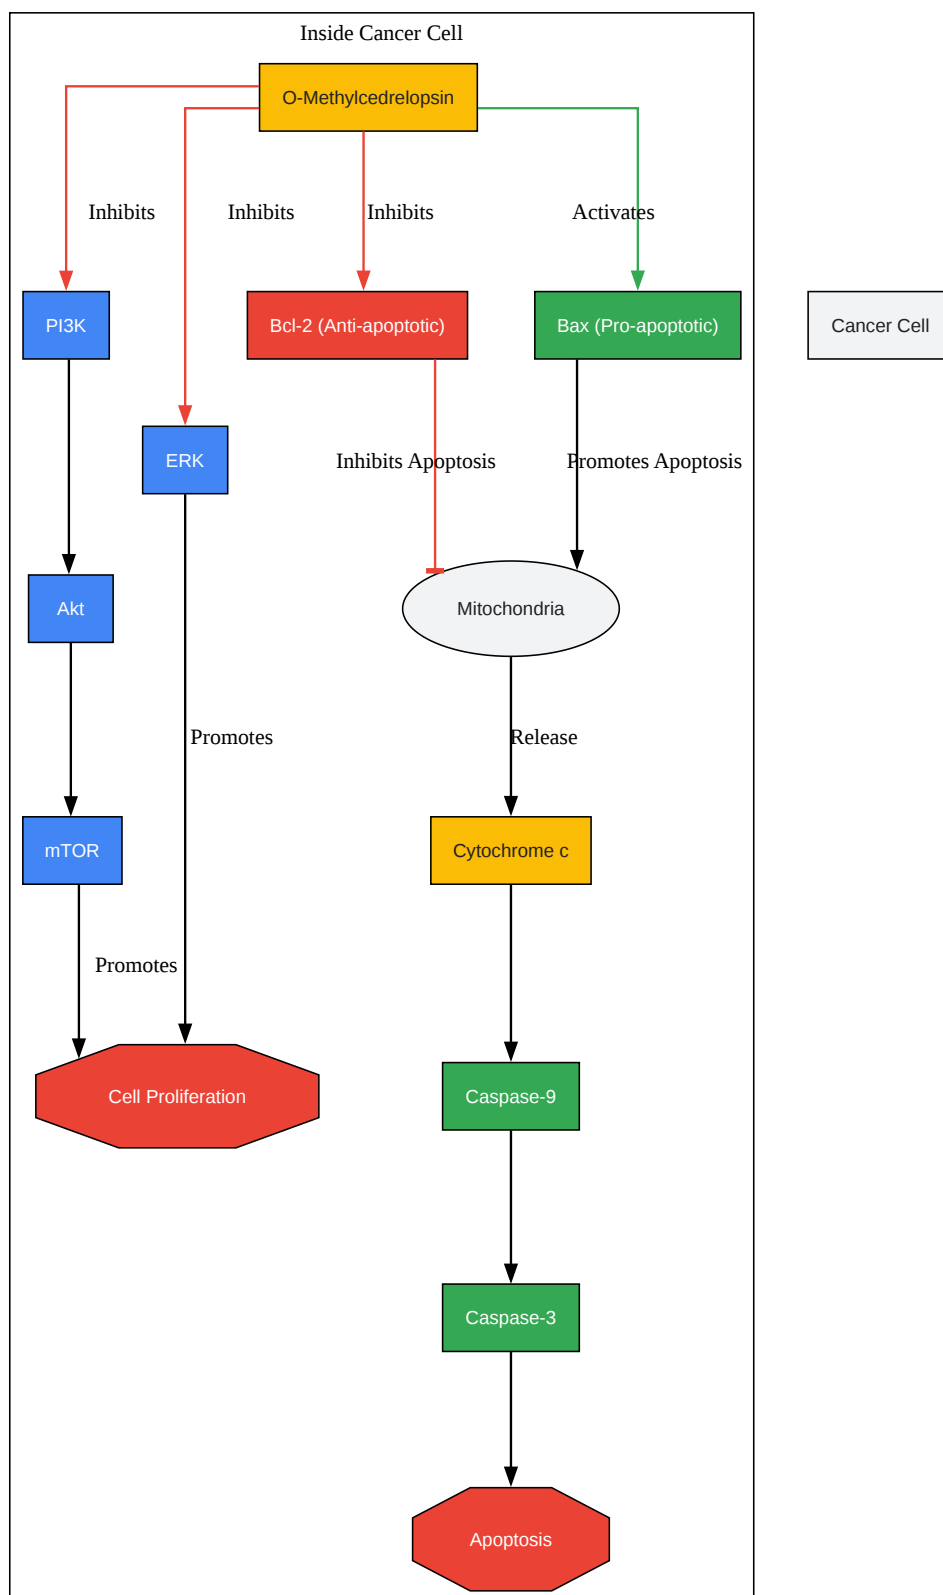 Inside Cancer Cell
O-Methylcedrelopsin
Inhibits
Inhibits
Inhibits
Activates
PI3K
Bcl-2 (Anti-apoptotic)
Bax (Pro-apoptotic)
Cancer Cell
ERK
Inhibits Apoptosis
Promotes Apoptosis
Akt
Mitochondria
Promotes
Release
mTOR
Cytochrome c
Promotes
Cell Proliferation
Caspase-9
Caspase-3
Apoptosis